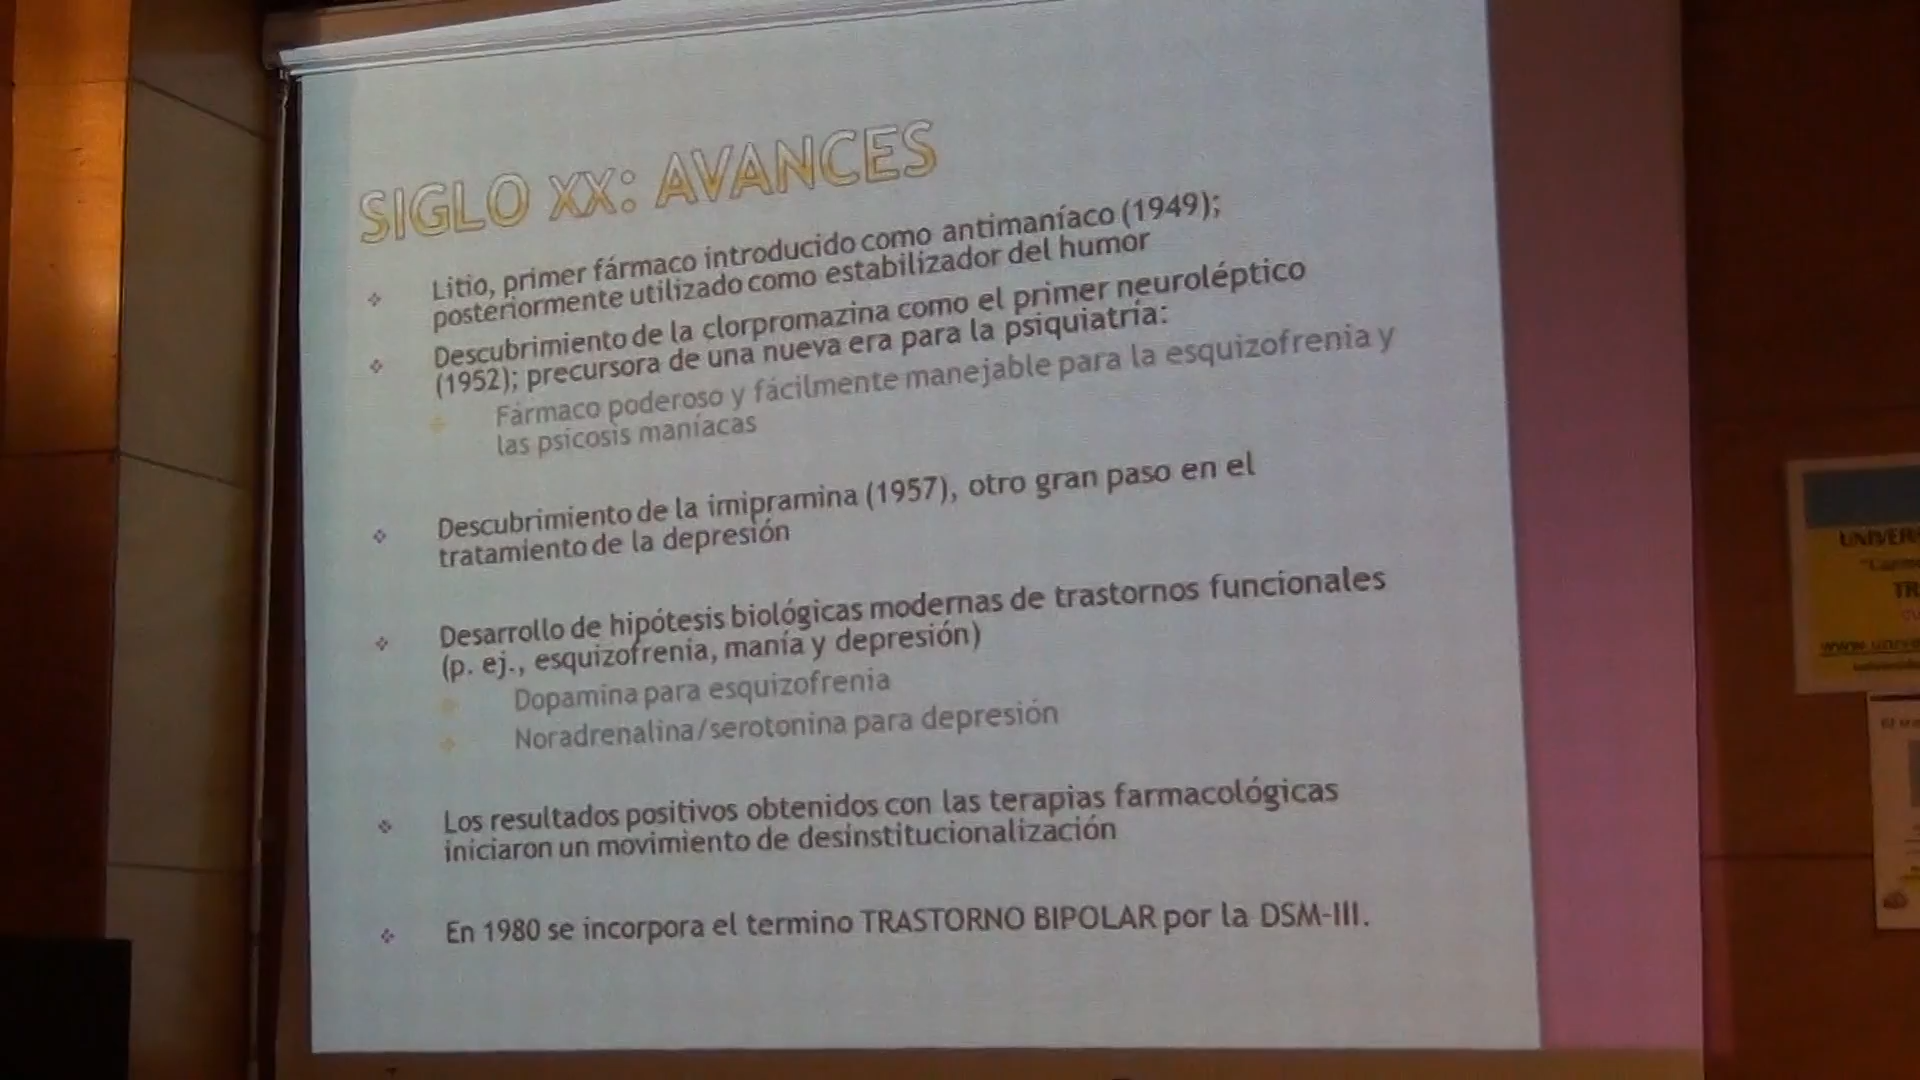 SIGLO XX: AVANCES
Litio, primer fármaco introducido como antimaníaco (1949);
posteriormente utilizado como estabilizador del humor
Descubrimiento de la clorpromazina como el primer neuroléptico
(1952); precursora de una nueva era para la psiquiatría:
Fármaco poderoso y fácilmente manejable para la esquizofrenia y
las psicosis maníacas
Descubrimiento de la imipramina (1957), otro gran paso en el
tratamiento de la depresión
Desarrollo de hipótesis biológicas modernas de trastornos funcionales
(p. ej., esquizofrenia, manía y depresión)
Dopamina para esquizofrenia
Noradrenalina/serotonina para depresión
Los resultados positivos obtenidos con las terapias farmacológicas
iniciaron un movimiento de desinstitucionalización
En 1980 se incorpora el termino TRASTORNO BIPOLAR por la DSM-III.
UNIVER
TR